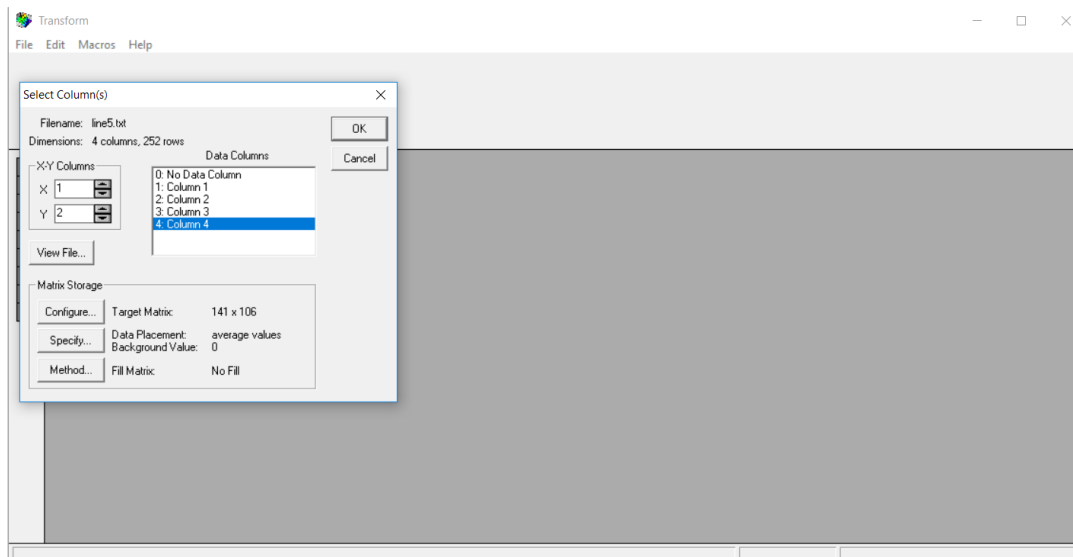 Transform
File Edit Macros Help
Select Column(s)
Filename: line5.txt
OK
Dimensions: 4 columns, 252 rows
Data Columns
Cancel
X-Y Columns
X 1
Y 2
0: No Data Column
1: Column 1
2: Column 2
3: Column 3
4: Column 4
View File...
Matrix Storage
Configure... Target Matrix: 141 x 106
Specify... Data Placement: average values
Background Value: 0
Method... Fill Matrix: No Fill